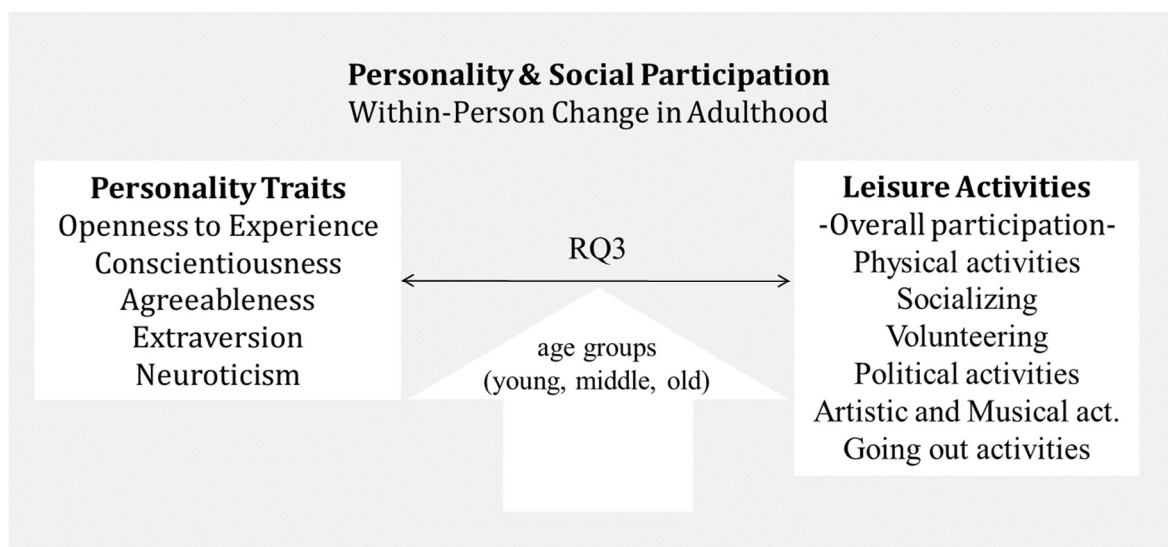 Personality & Social Participation
Within-Person Change in Adulthood
Personality Traits
Openness to Experience
Conscientiousness
Agreeableness
Extraversion
Neuroticism
RQ3
age groups
(young, middle, old)
Leisure Activities
-Overall participation-
Physical activities
Socializing
Volunteering
Political activities
Artistic and Musical act.
Going out activities